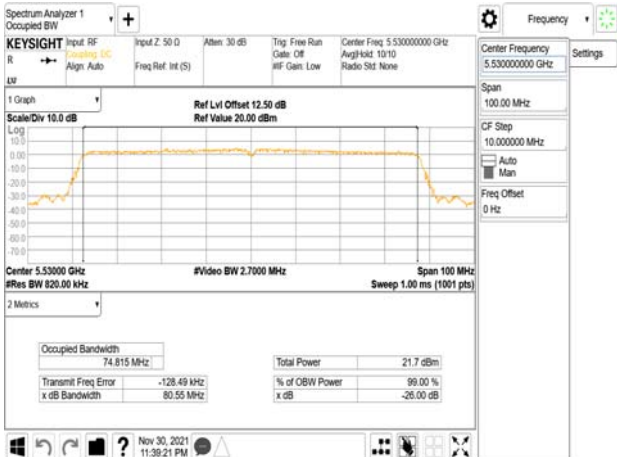 Spectrum Analyzer 1
Occupied BW
Frequency
KEYSIGHT
Input: RF
Coupling: DC
Align: Auto
Input Z: 50 Ω
Freq Ref: Int (S)
Atten: 30 dB
Trig: Free Run
Gate: Off
#IF Gain: Low
Center Freq: 5.530000000 GHz
Avg|Hold: 10/10
Radio Std: None
R
LXI
Center Frequency
5.530000000 GHz
Settings
Span
100.00 MHz
CF Step
10.000000 MHz
Auto
Man
Freq Offset
0 Hz
1 Graph
Scale/Div 10.0 dB
Ref Lvl Offset 12.50 dB
Ref Value 20.00 dBm
Log
10.0
0.00
-10.0
-20.0
-30.0
-40.0
-50.0
-60.0
-70.0
Center 5.53000 GHz
#Res BW 820.00 kHz
#Video BW 2.7000 MHz
Span 100 MHz
Sweep 1.00 ms (1001 pts)
2 Metrics
Occupied Bandwidth
74.815 MHz
Total Power 21.7 dBm
Transmit Freq Error -128.49 kHz
% of OBW Power 99.00 %
x dB Bandwidth 80.55 MHz
x dB -26.00 dB
?
Nov 30, 2021
11:39:21 PM